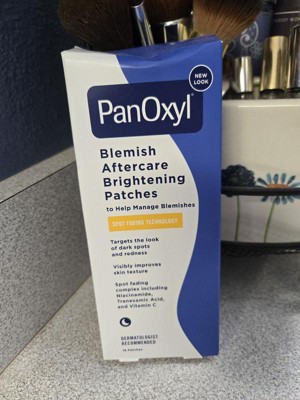 NEW
LOOK
PanOxyl®
Blemish
Aftercare
Brightening
Patches
to Help Manage Blemishes
SPOT FADING TECHNOLOGY
Targets the look
of dark spots
and redness
Visibly improves
skin texture
Spot fading
complex including
Niacinamide,
Tranexamic Acid,
and Vitamin C
DERMATOLOGIST
RECOMMENDED
Patches